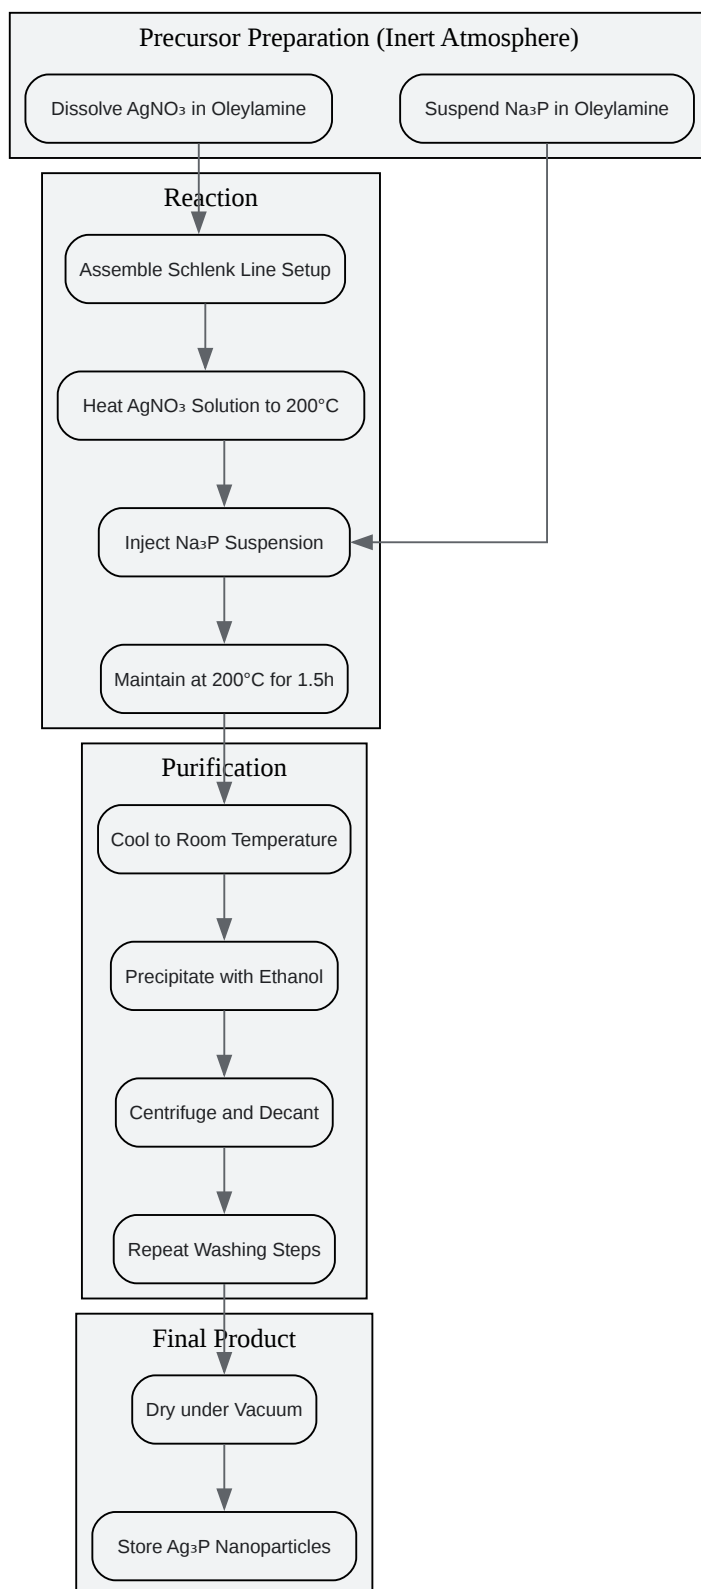 Precursor Preparation (Inert Atmosphere)
Dissolve AgNO₃ in Oleylamine
Suspend Na₃P in Oleylamine
Reaction
Assemble Schlenk Line Setup
Heat AgNO₃ Solution to 200°C
Inject Na₃P Suspension
Maintain at 200°C for 1.5h
Purification
Cool to Room Temperature
Precipitate with Ethanol
Centrifuge and Decant
Repeat Washing Steps
Final Product
Dry under Vacuum
Store Ag₃P Nanoparticles